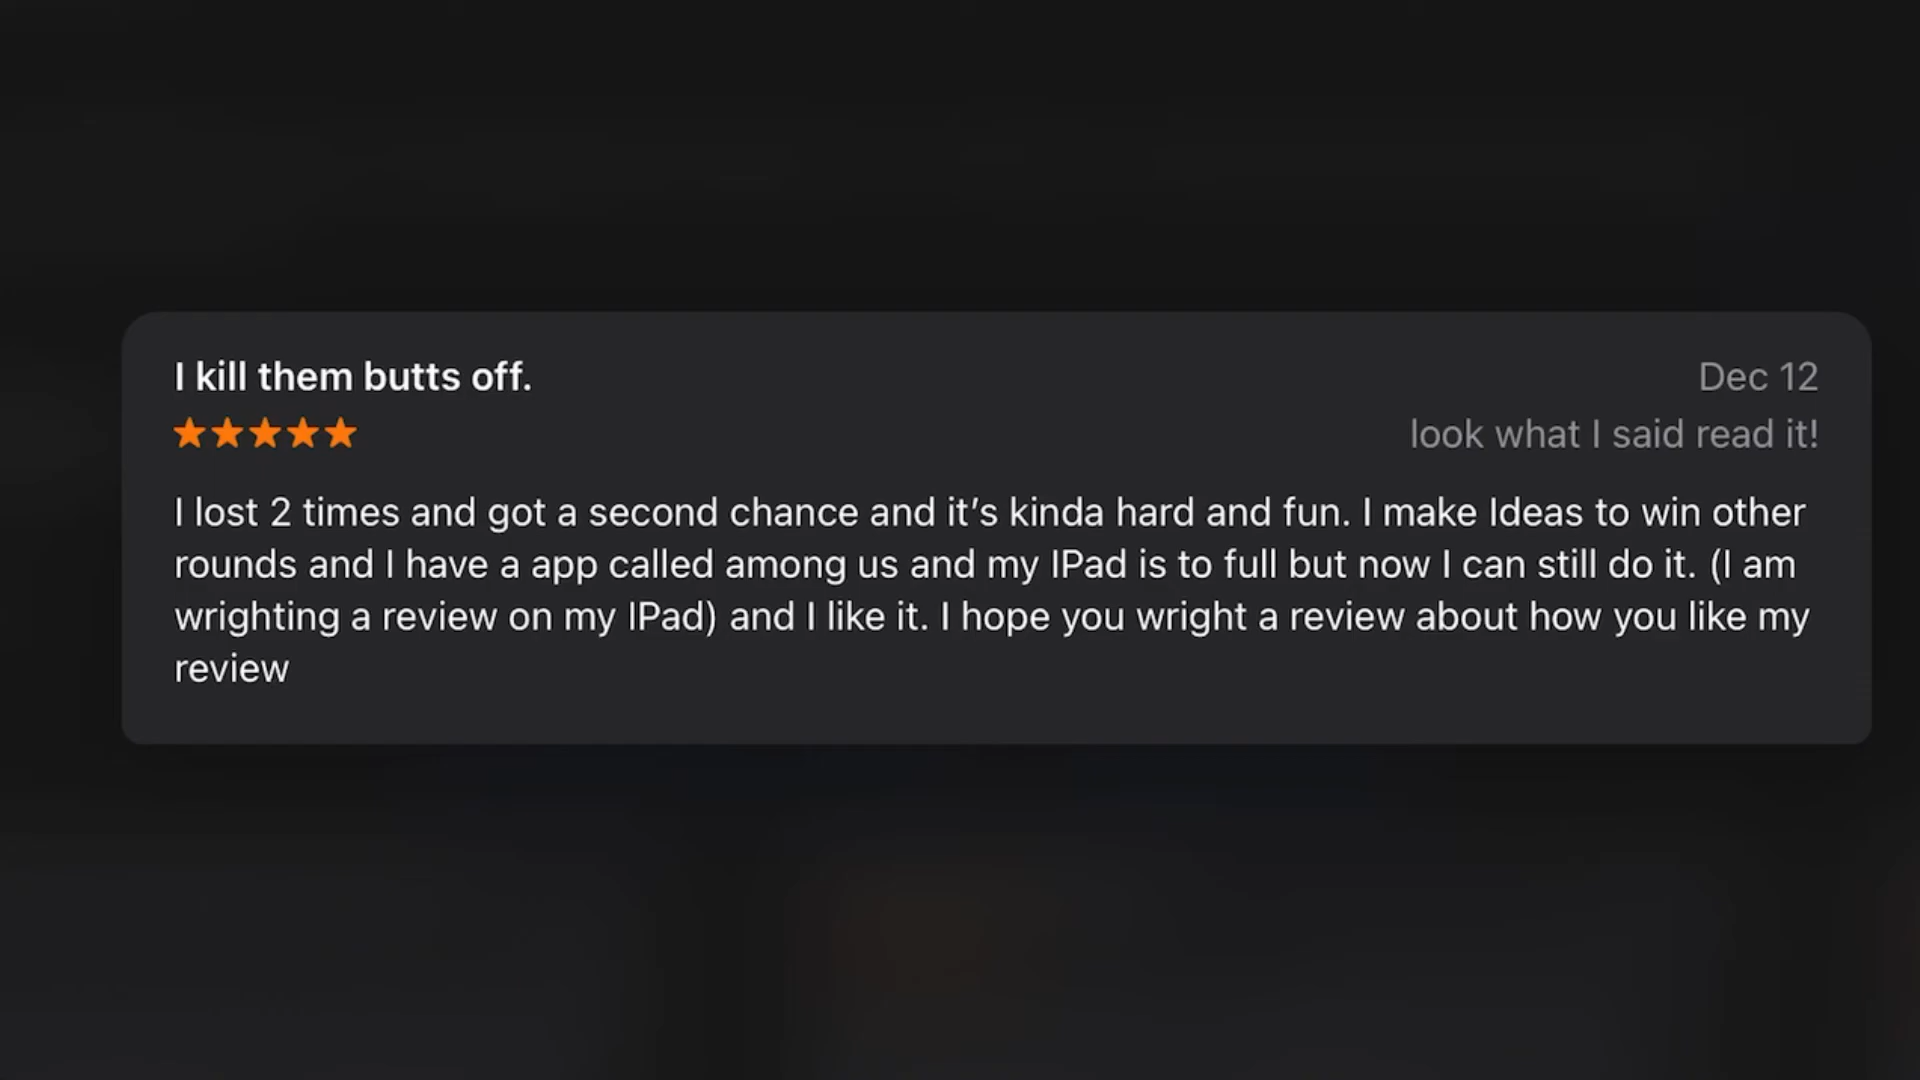 I kill them butts off.
Dec 12
look what I said read it!
I lost 2 times and got a second chance and it’s kinda hard and fun. I make Ideas to win other
rounds and I have a app called among us and my IPad is to full but now I can still do it. (I am
wrighting a review on my IPad) and I like it. I hope you wright a review about how you like my
review